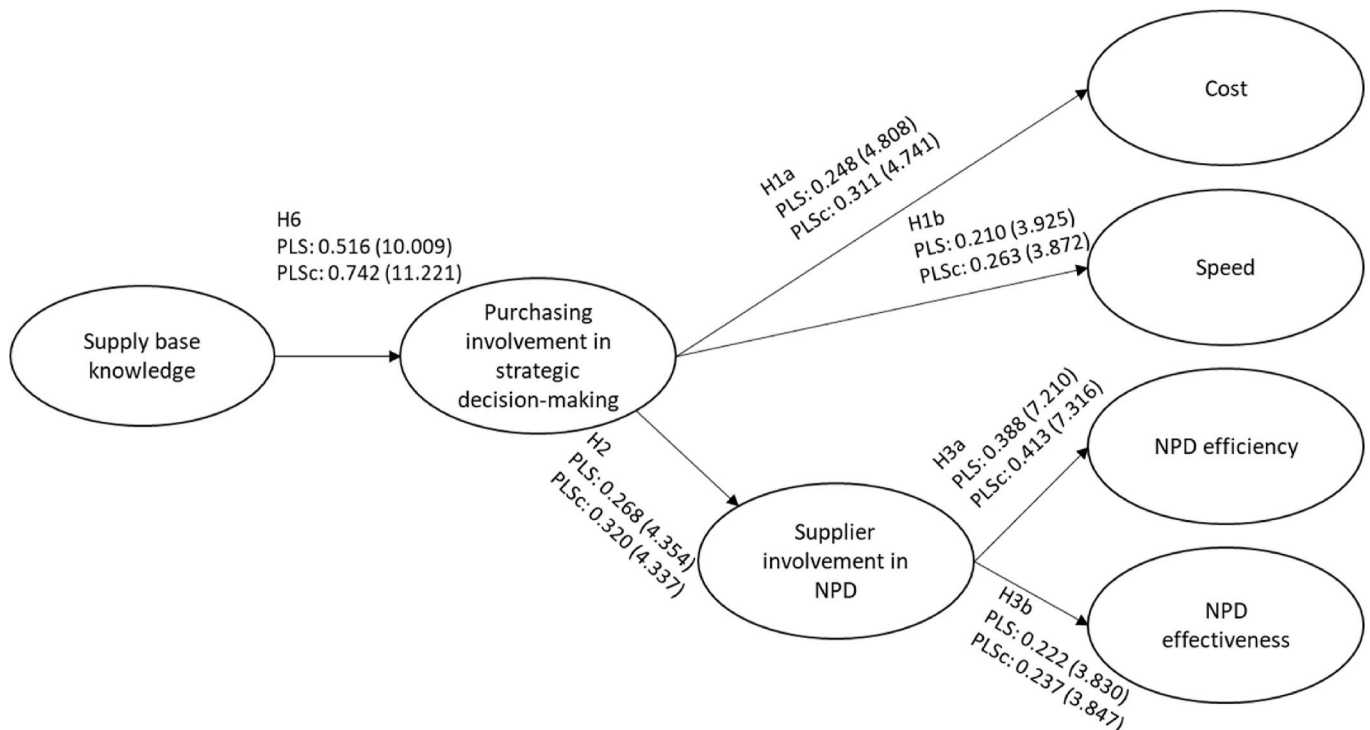 Cost
H1a
PLS: 0.248 (4.808)
PLSc: 0.311 (4.741)
H1b
PLS: 0.210 (3.925)
PLSc: 0.263 (3.872)
Speed
H6
PLS: 0.516 (10.009)
PLSc: 0.742 (11.221)
Supply base
knowledge
Purchasing
involvement in
strategic
decision-making
H2
PLS: 0.268 (4.354)
PLSc: 0.320 (4.337)
H3a
PLS: 0.388 (7.210)
PLSc: 0.413 (7.316)
NPD efficiency
Supplier
involvement in
NPD
H3b
PLS: 0.222 (3.830)
PLSc: 0.237 (3.847)
NPD
effectiveness